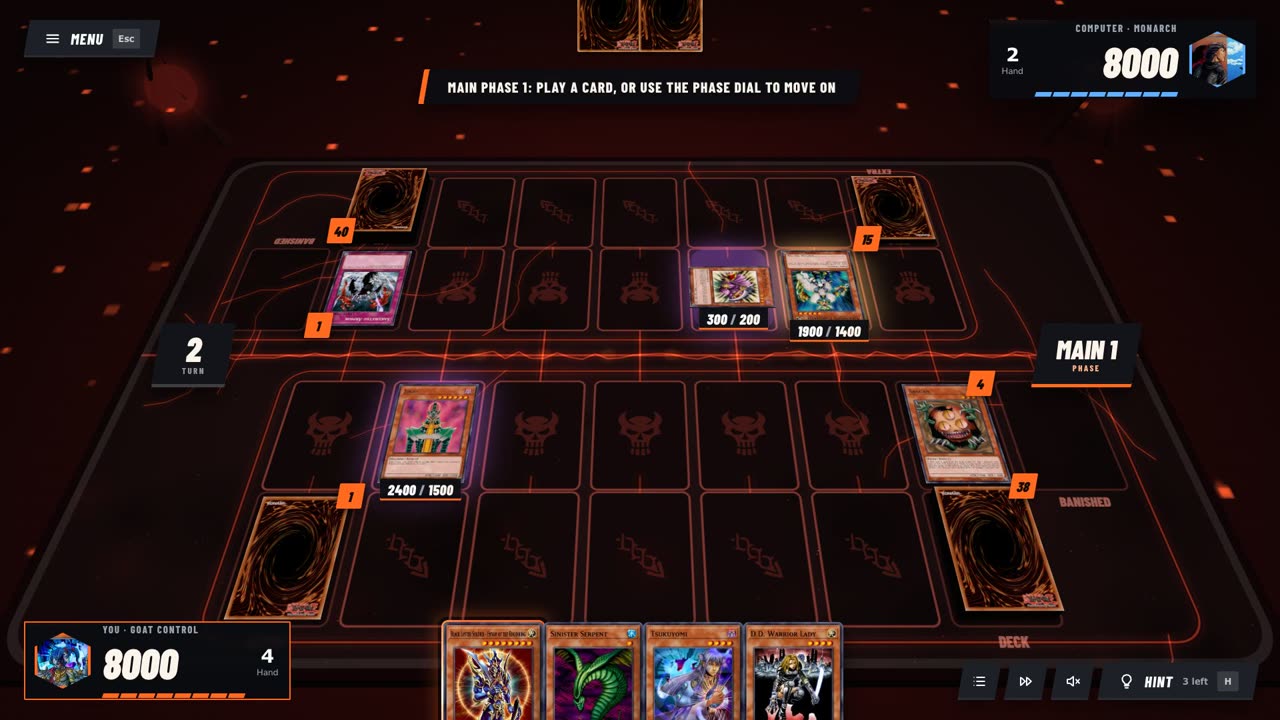 MENU Esc
MAIN PHASE 1: PLAY A CARD, OR USE THE PHASE DIAL TO MOVE ON
COMPUTER · MONARCH
2
Hand
8000
EXTRA
40
15
BANISHED
300 / 200
1900 / 1400
1
2
TURN
MAIN 1
PHASE
4
2400 / 1500
1
38
BANISHED
DECK
YOU · GOAT CONTROL
8000
4
Hand
SINISTER SERPENT
TSUKUYOMI
D.D. WARRIOR LADY
HINT 3 left H